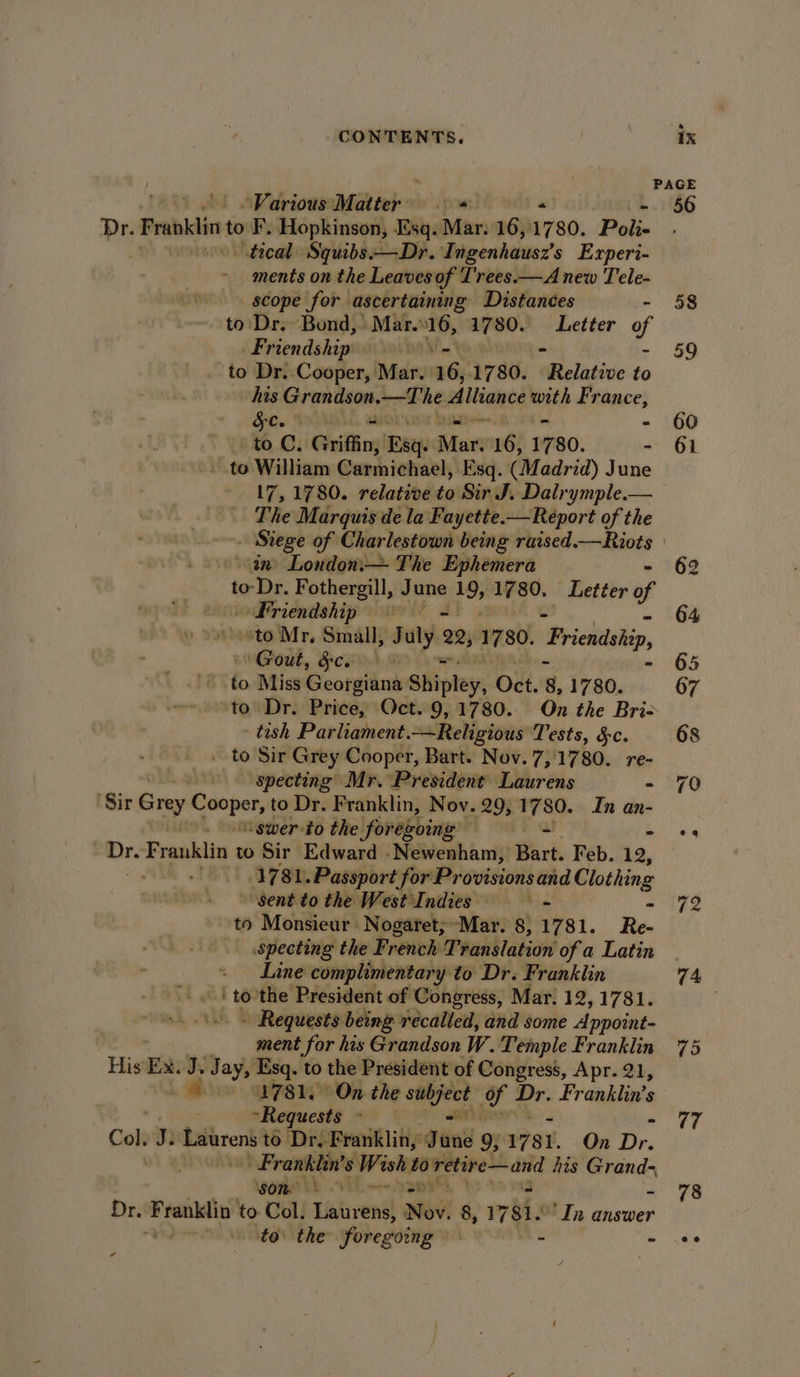 CONTENTS. ix
PAGE
Various Matter - - - 56
Dr. Franklin to F. Hopkinson, Esq. Mar. 16, 1780. Poli-
tical Squibs.—Dr. Ingenhausz's Experi-
ments on the Leaves of Trees.—A new Tele-
scope for ascertaining Distances - 58
to Dr. Bond, Mar. 16, 1780. Letter of
Friendship - - - 59
to Dr. Cooper, Mar. 16, 1780. Relative to
his Grandson.—The Alliance with France,
&c. - - - - 60
to C. Griffin, Esq. Mar. 16, 1780. - 61
to William Carmichael, Esq. (Madrid) June
17, 1780. relative to Sir J. Dalrymple.—
The Marquis de la Fayette.—Report of the
Siege of Charlestown being raised.—Riots
in London.—The Ephemera - 62
to Dr. Fothergill, June 19, 1780. Letter of
Friendship - - - 64
to Mr. Small, July 22, 1780. Friendship,
Gout, &c. - - - 65
to Miss Georgiana Shipley, Oct. 8, 1780. 67
to Dr. Price, Oct. 9, 1780. On the Bri-
tish Parliament.—Religious Tests, &c. 68
to Sir Grey Cooper, Bart. Nov. 7, 1780. re-
specting Mr. President Laurens - 70
Sir Grey Cooper, to Dr. Franklin, Nov. 29, 1780. In an-
swer to the foregoing - - ..
Dr. Franklin to Sir Edward Newenham, Bart. Feb. 12,
1781. Passport for Provisions and Clothing
sent to the West Indies - - 72
to Monsieur Nogaret, Mar. 8, 1781. Re-
specting the French Translation of a Latin
Line complimentary to Dr. Franklin 74
to the President of Congress, Mar. 12, 1781.
Requests being recalled, and some Appoint-
ment for his Grandson W. Temple Franklin 75
His Ex. J. Jay, Esq. to the President of Congress, Apr. 21,
1781. On the subject of Dr. Franklin's
Requests - - - 77
Col. J. Laurens to Dr. Franklin, June 9, 1781. On Dr.
Franklin's Wish to retire—and his Grand-
son. - - - 78
Dr. Franklin to Col. Laurens, Nov. 8, 1781. In answer
to the foregoing - - ..